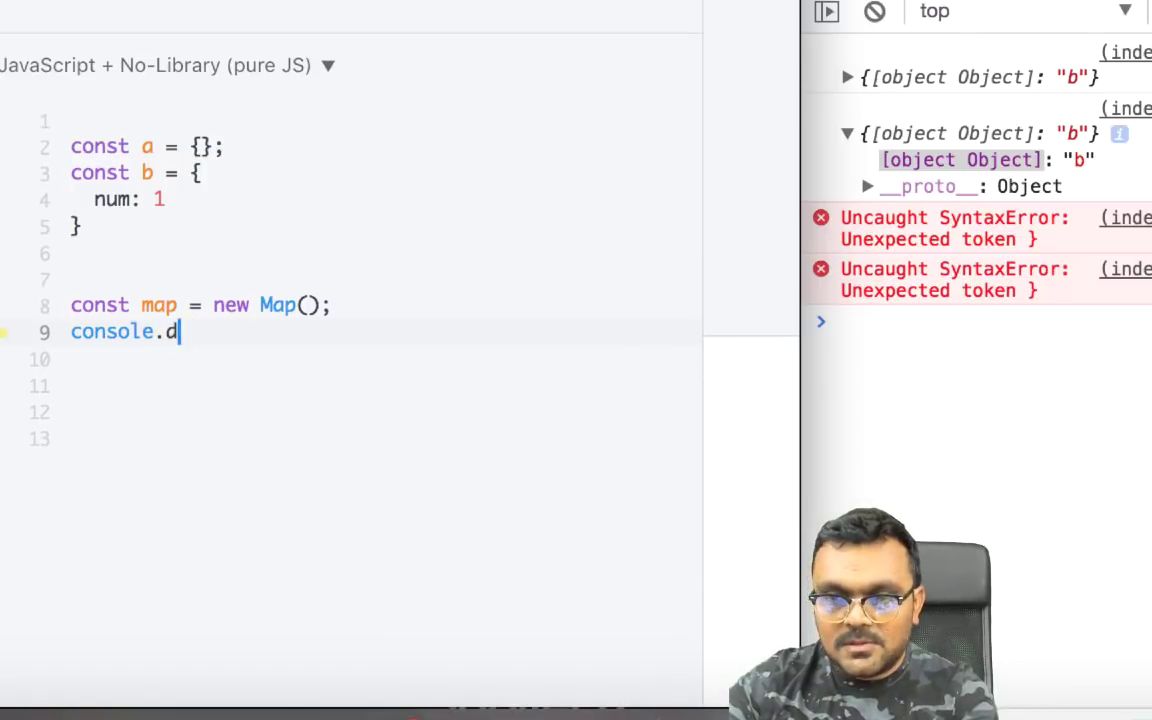 JavaScript + No-Library (pure JS) ▼
1
2 const a = {};
3 const b = {
4 num: 1
5 }
6
7
8 const map = new Map();
9 console.d
10
11
12
13
top ▼
(inde
▶ {[object Object]: "b"}
(inde
▼ {[object Object]: "b"} i
[object Object]: "b"
▶ __proto__: Object
Uncaught SyntaxError: (inde
Unexpected token }
Uncaught SyntaxError: (inde
Unexpected token }
>